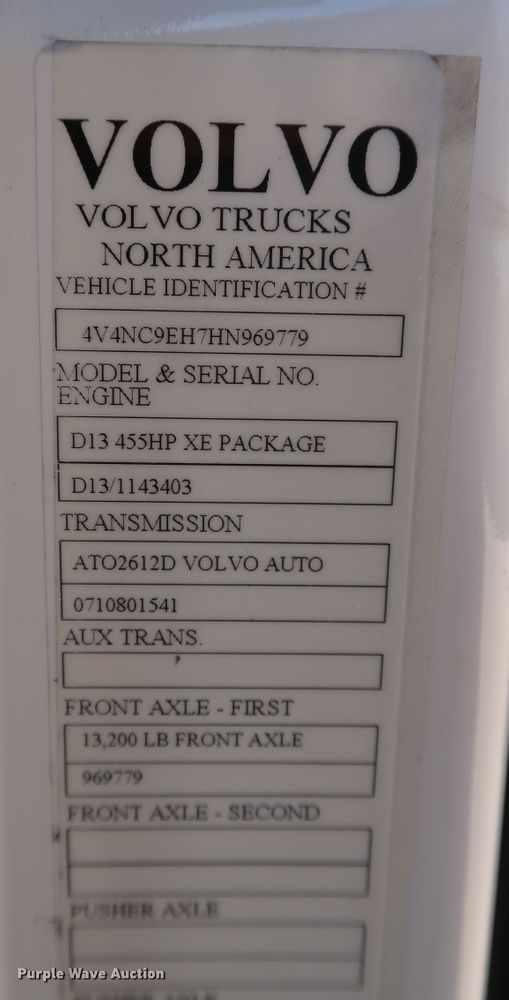 VOLVO
VOLVO TRUCKS
NORTH AMERICA
VEHICLE IDENTIFICATION #
4V4NC9EH7HN969779
MODEL & SERIAL NO.
ENGINE
D13 455HP XE PACKAGE
D13/1143403
TRANSMISSION
ATO2612D VOLVO AUTO
0710801541
AUX TRANS.
FRONT AXLE - FIRST
13,200 LB FRONT AXLE
969779
FRONT AXLE - SECOND
PUSHER AXLE
Purple Wave Auction